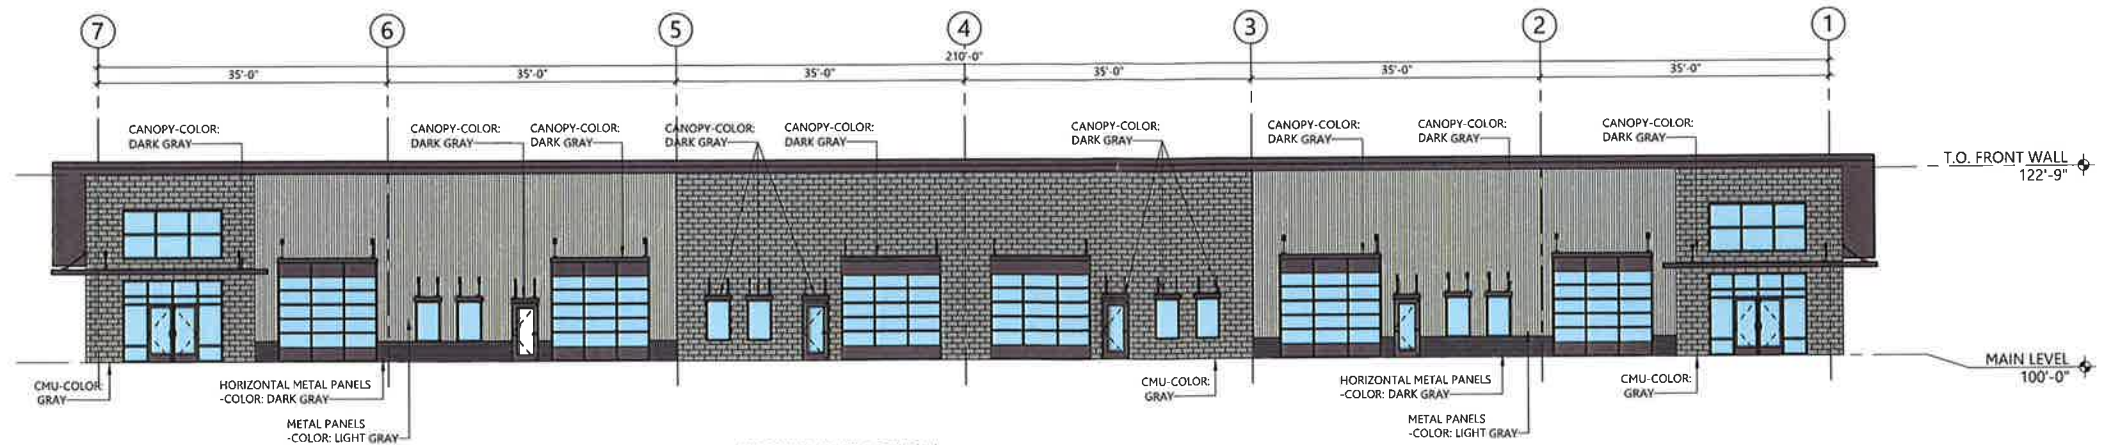 7 6 5 4 3 2 1
210'-0"
35'-0" 35'-0" 35'-0" 35'-0" 35'-0" 35'-0"
CANOPY-COLOR:
DARK GRAY
CANOPY-COLOR:
DARK GRAY
CANOPY-COLOR:
DARK GRAY
CANOPY-COLOR:
DARK GRAY
CANOPY-COLOR:
DARK GRAY
CANOPY-COLOR:
DARK GRAY
CANOPY-COLOR:
DARK GRAY
CANOPY-COLOR:
DARK GRAY
CANOPY-COLOR:
DARK GRAY
T.O. FRONT WALL
122'-9"
MAIN LEVEL
100'-0"
CMU-COLOR:
GRAY
HORIZONTAL METAL PANELS
-COLOR: DARK GRAY
METAL PANELS
-COLOR: LIGHT GRAY
CMU-COLOR:
GRAY
HORIZONTAL METAL PANELS
-COLOR: DARK GRAY
METAL PANELS
-COLOR: LIGHT GRAY
CMU-COLOR:
GRAY